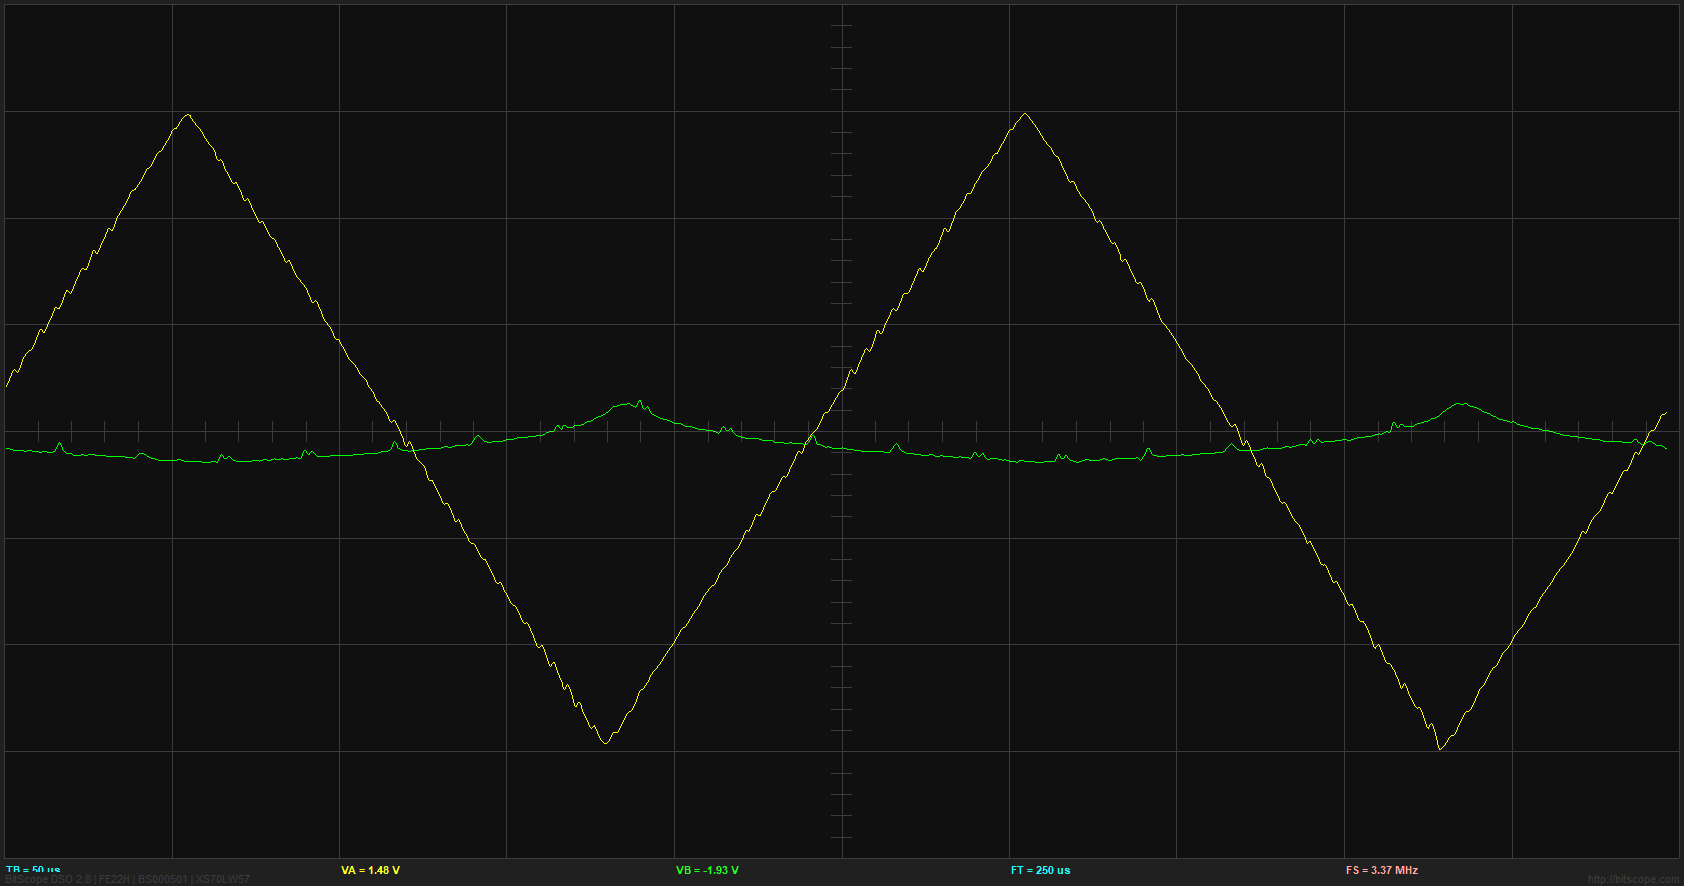 TB = 50 us VA = 1.48 V VB = -1.93 V FT = 250 us FS = 3.37 MHz
BitScope DSO 2.8 | FE22H | BS000501 | XS70LW57 http://bitscope.com